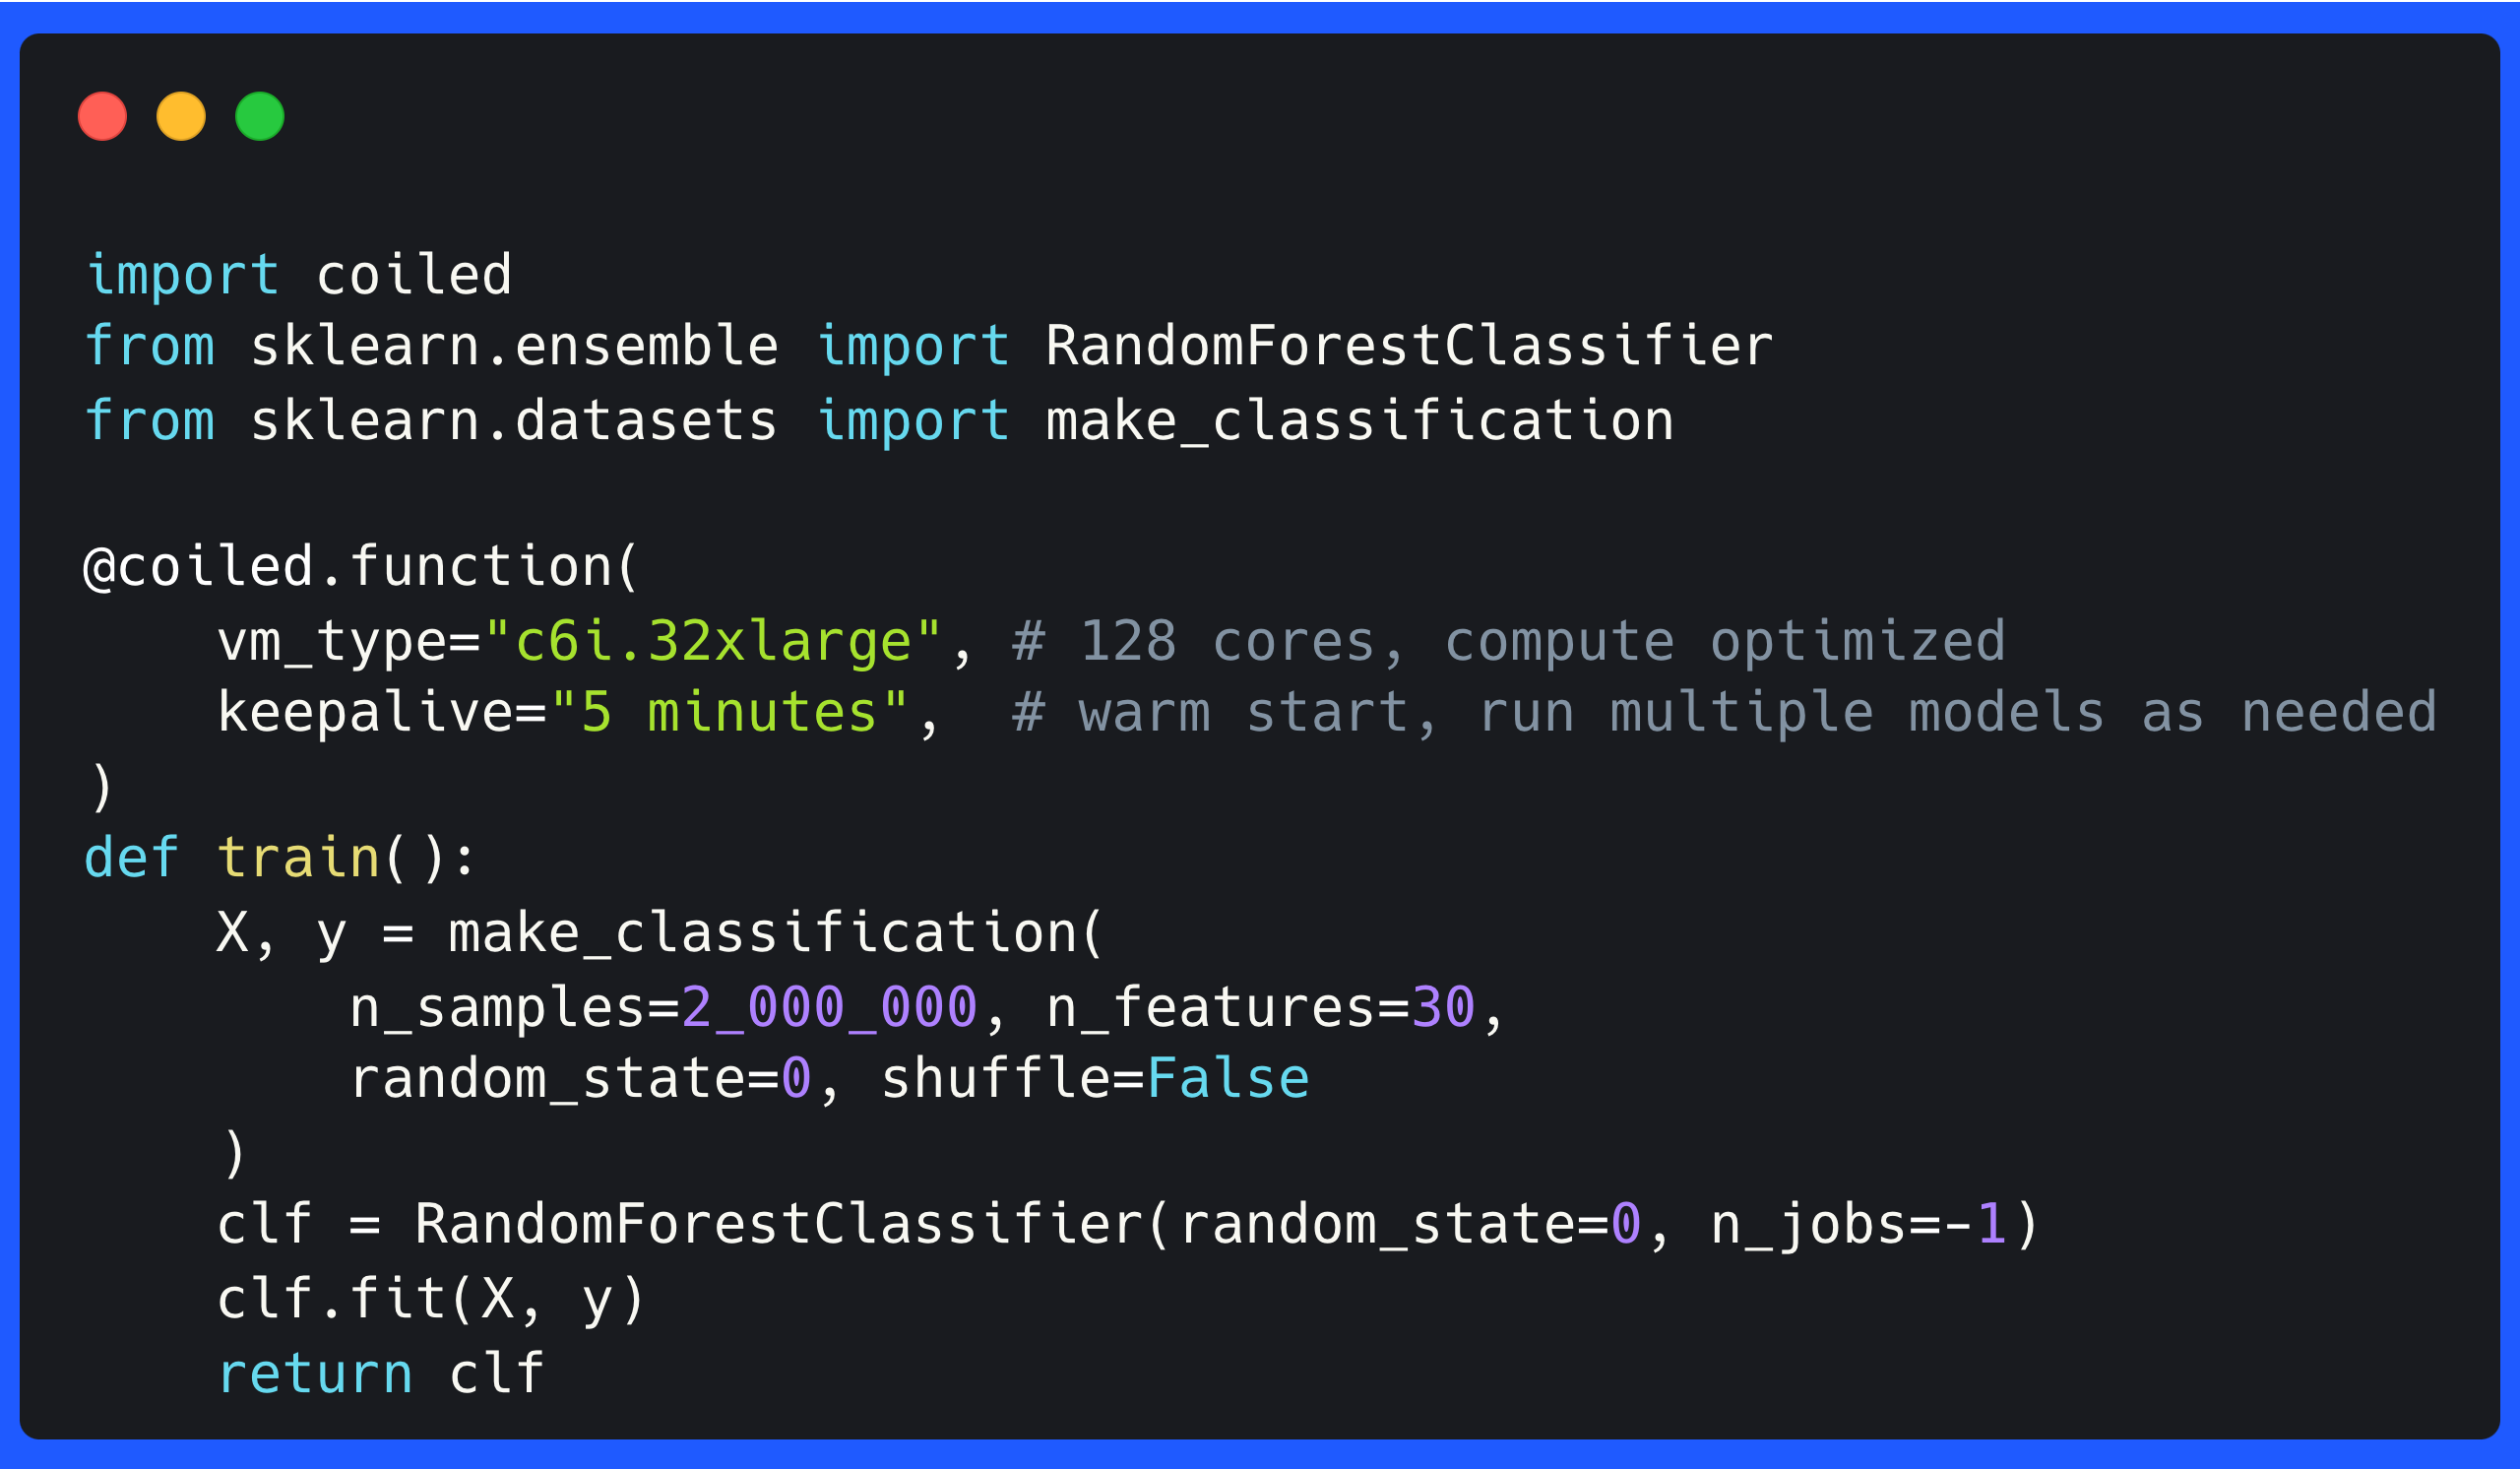 import coiled
from sklearn.ensemble import RandomForestClassifier
from sklearn.datasets import make_classification

@coiled.function(
    vm_type="c6i.32xlarge", # 128 cores, compute optimized
    keepalive="5 minutes",  # warm start, run multiple models as needed
)
def train():
    X, y = make_classification(
        n_samples=2_000_000, n_features=30,
        random_state=0, shuffle=False
    )
    clf = RandomForestClassifier(random_state=0, n_jobs=-1)
    clf.fit(X, y)
    return clf